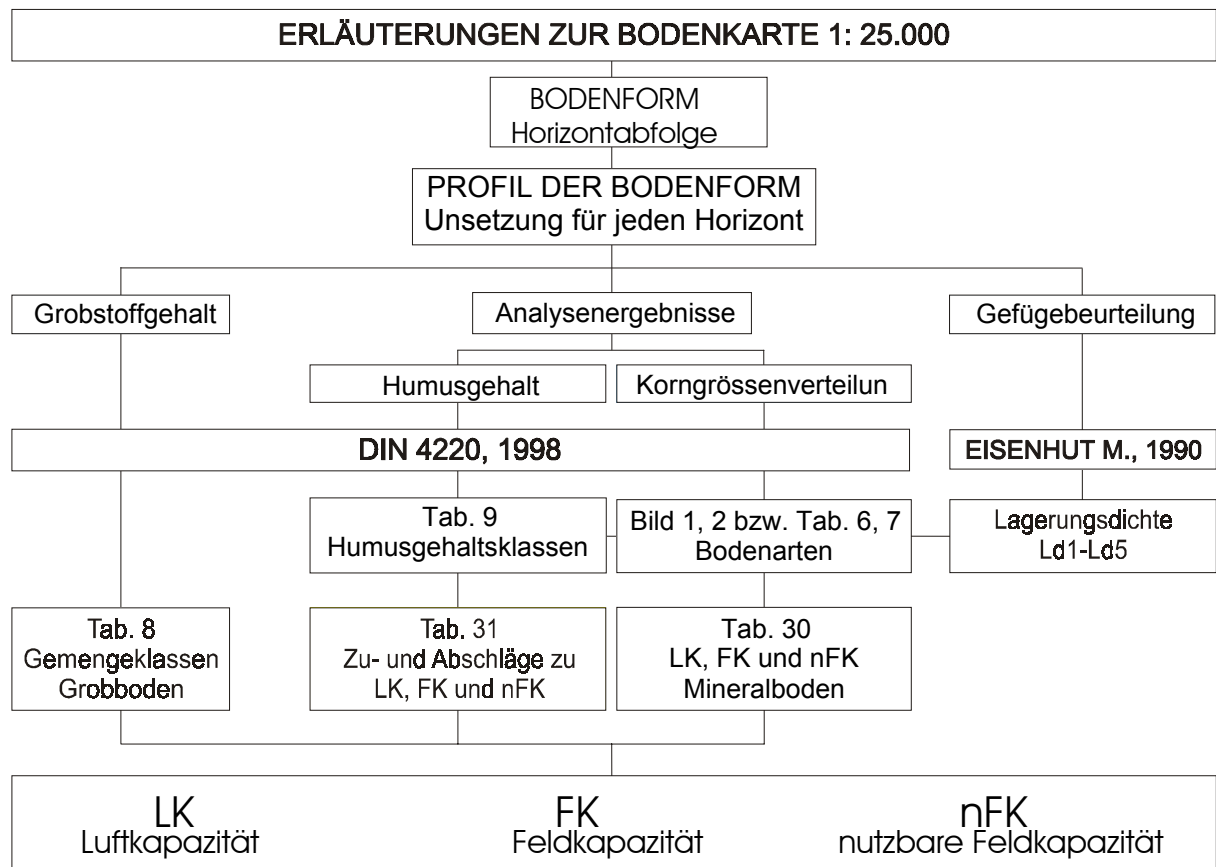 ERLÄUTERUNGEN ZUR BODENKARTE 1: 25.000
BODENFORM
Horizontabfolge
PROFIL DER BODENFORM
Unsetzung für jeden Horizont
Grobstoffgehalt
Analysenergebnisse
Gefügebeurteilung
Humusgehalt
Korngrössenverteilun
DIN 4220, 1998
EISENHUT M., 1990
Tab. 9
Humusgehaltsklassen
Bild 1, 2 bzw. Tab. 6, 7
Bodenarten
Lagerungsdichte
Ld1-Ld5
Tab. 8
Gemengeklassen
Grobboden
Tab. 31
Zu- und Abschläge zu
LK, FK und nFK
Tab. 30
LK, FK und nFK
Mineralboden
LK
Luftkapazität
FK
Feldkapazität
nFK
nutzbare Feldkapazität